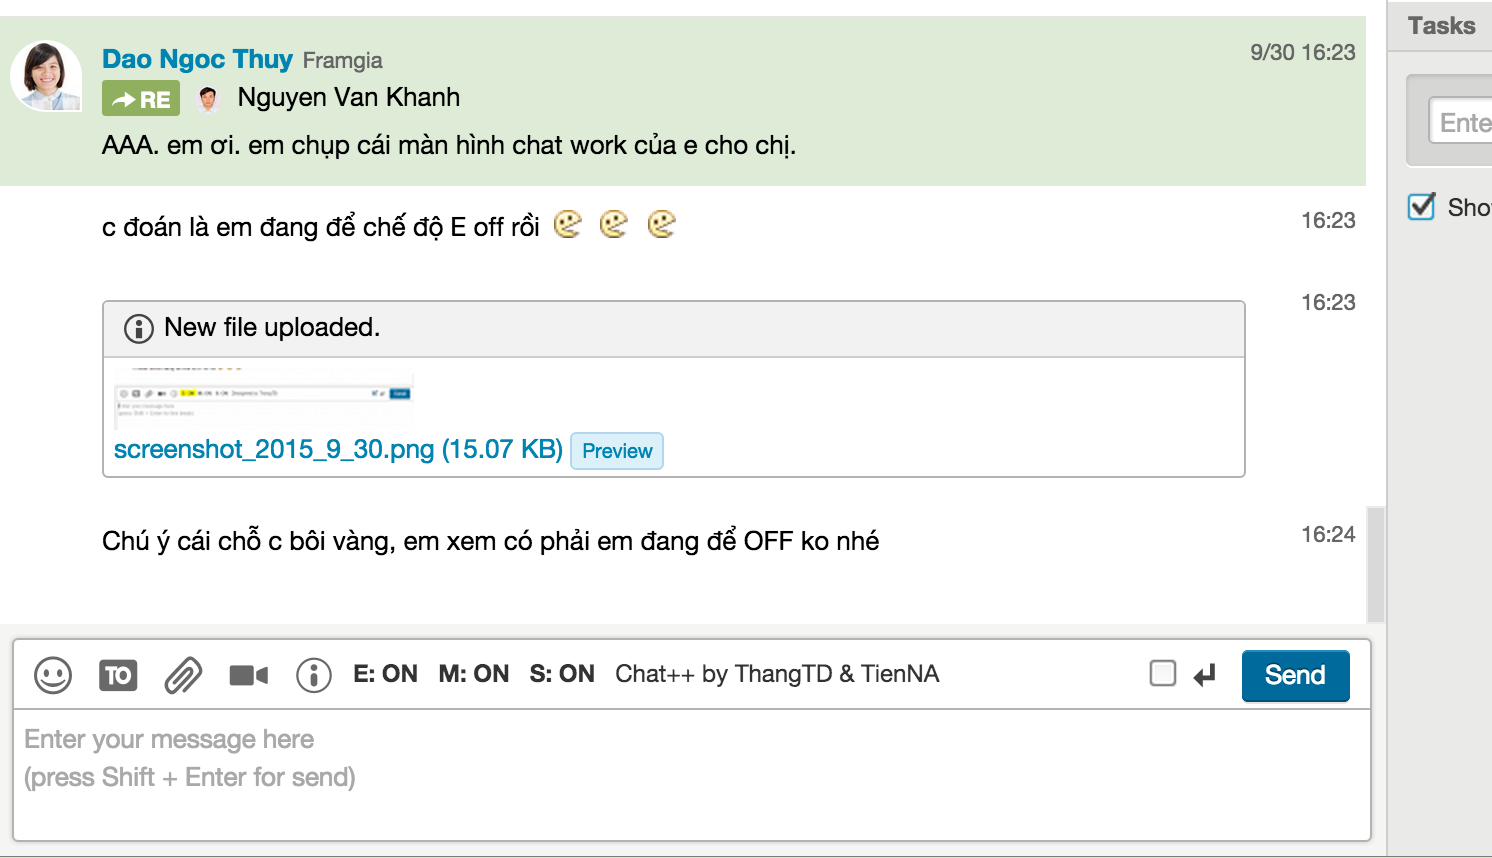 Dao Ngoc Thuy Framgia 9/30 16:23
RE Nguyen Van Khanh
AAA. em ơi. em chụp cái màn hình chat work của e cho chị.
c đoán là em đang để chế độ E off rồi 16:23
16:23
New file uploaded.
screenshot_2015_9_30.png (15.07 KB) Preview
Chú ý cái chỗ c bôi vàng, em xem có phải em đang để OFF ko nhé 16:24
TO E: ON M: ON S: ON Chat++ by ThangTD & TienNA Send
Enter your message here
(press Shift + Enter for send)
Tasks
Ente
Sho